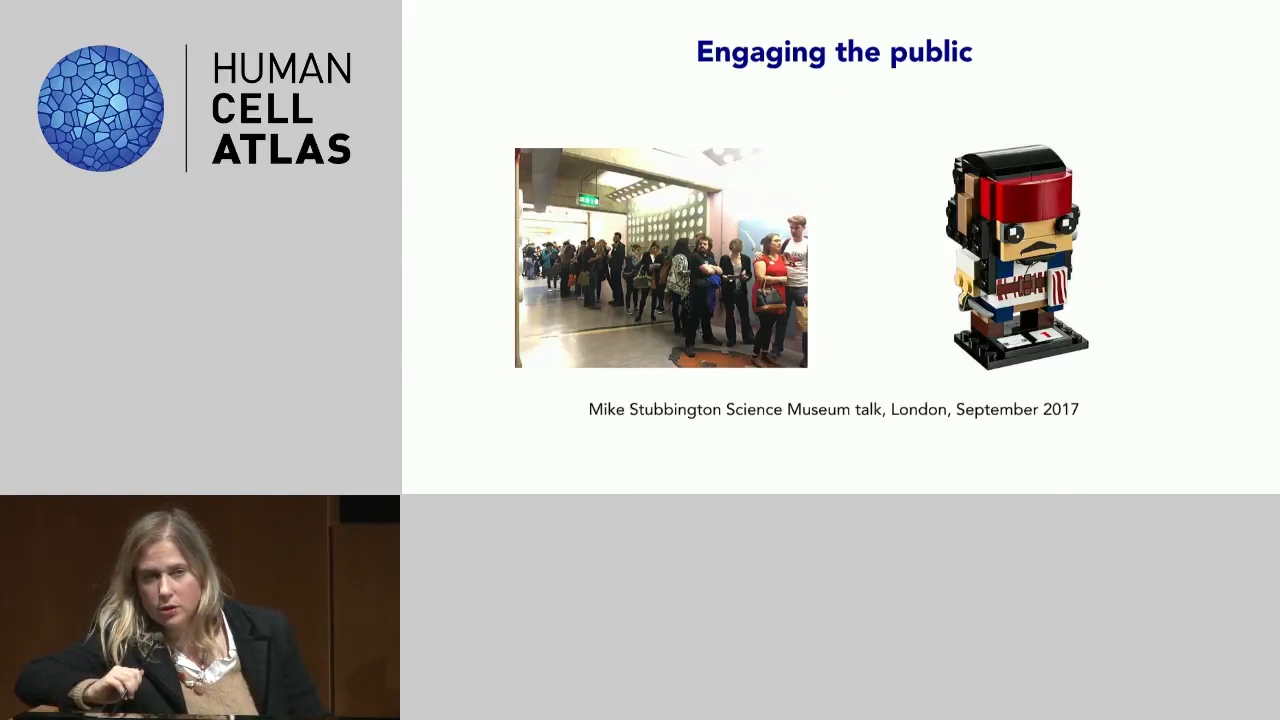 HUMAN
CELL
ATLAS
Engaging the public
Mike Stubbington Science Museum talk, London, September 2017